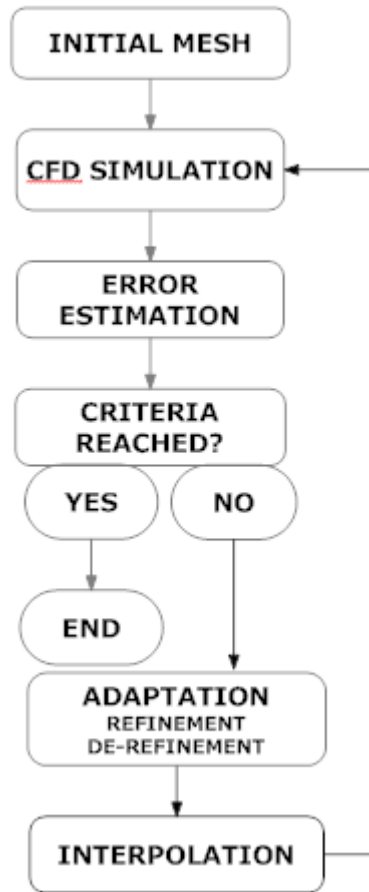 INITIAL MESH
CFD SIMULATION
ERROR
ESTIMATION
CRITERIA
REACHED?
YES
NO
END
ADAPTATION
REFINEMENT
DE-REFINEMENT
INTERPOLATION